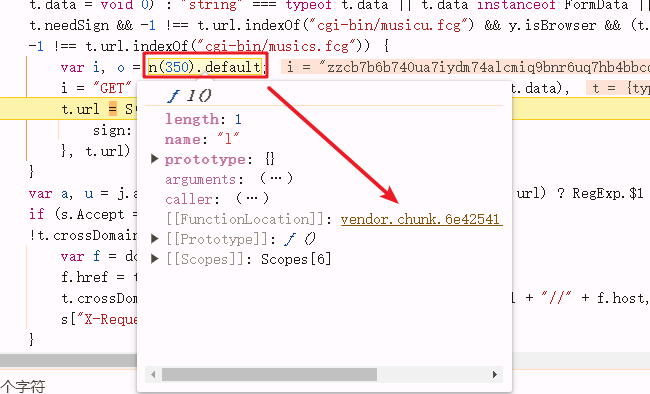 t.data = void 0) : "string" === typeof t.data || t.data instanceof FormData ||
t.needSign && -1 !== t.url.indexOf("cgi-bin/musicu.fcg") && y.isBrowser && (t.
-1 !== t.url.indexOf("cgi-bin/musics.fcg")) {
var i, o = n(350).default; i = "zzcb7b6b740ua7iydm74alcmiq9bnr6uq7hb4bbcc
i = "GET" t.data), t = {typ
t.url = S(
sign:
}, t.url)
}
var a, u = j.a url) ? RegExp.$1
if (s.Accept =
!t.crossDomain
var f = do
f.href = t
t.crossDom l + "//" + f.host,
s["X-Reque
}
ƒ l()
length: 1
name: "l"
prototype: {}
arguments: (…)
caller: (…)
[[FunctionLocation]]: vendor.chunk.6e42541
[[Prototype]]: ƒ ()
[[Scopes]]: Scopes[6]
个字符